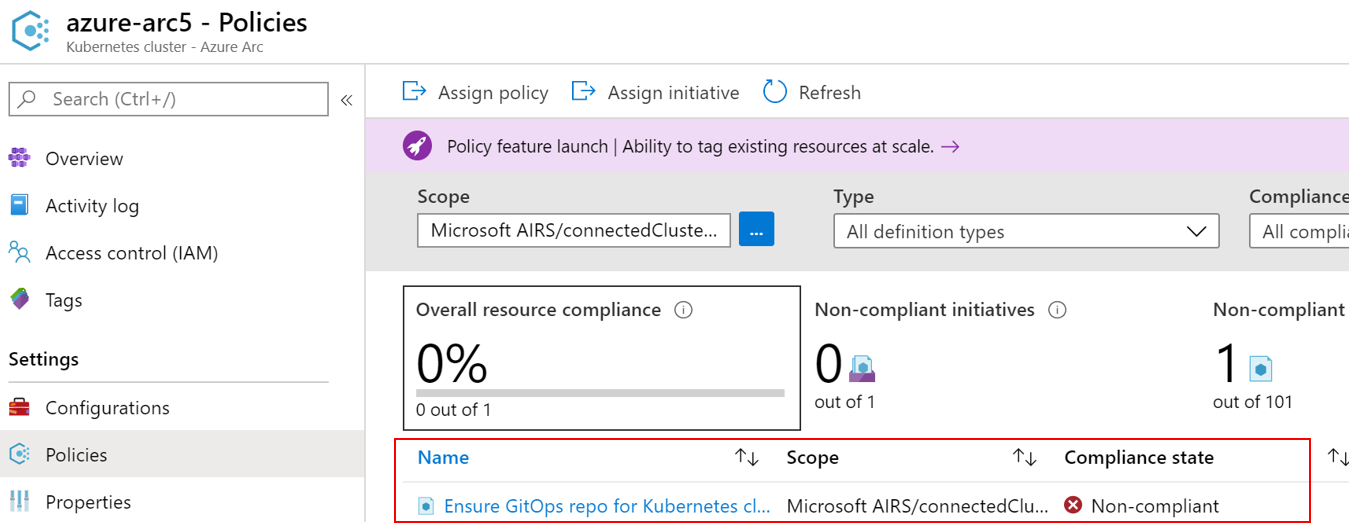 azure-arc5 - Policies
Kubernetes cluster - Azure Arc
Search (Ctrl+/)
«
Overview
Activity log
Access control (IAM)
Tags
Settings
Configurations
Policies
Properties
Assign policy
Assign initiative
Refresh
Policy feature launch | Ability to tag existing resources at scale. →
Scope
Type
Compliance
Microsoft AIRS/connectedCluste...
...
All definition types
All compli
Overall resource compliance
0%
0 out of 1
Non-compliant initiatives
0
out of 1
Non-compliant
1
out of 101
Name ↑↓ Scope ↑↓ Compliance state ↑↓
Ensure GitOps repo for Kubernetes cl... Microsoft AIRS/connectedClu... Non-compliant